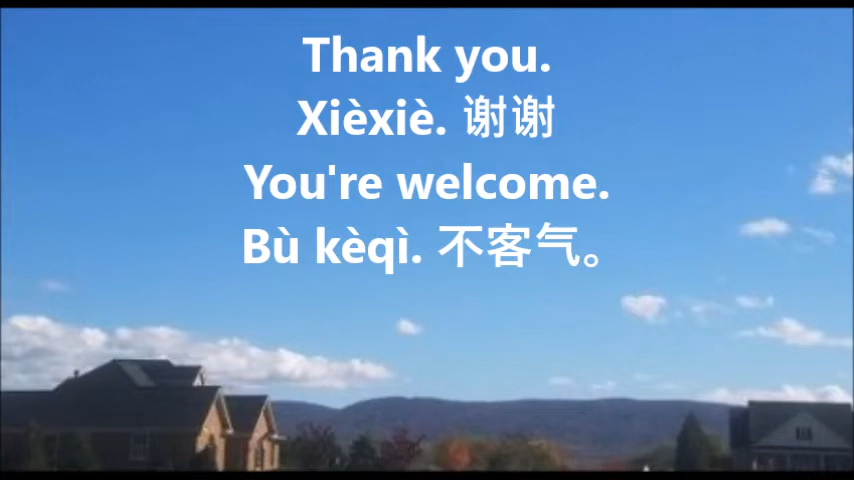 Thank you.
Xièxiè. 谢谢
You're welcome.
Bù kèqì. 不客气。